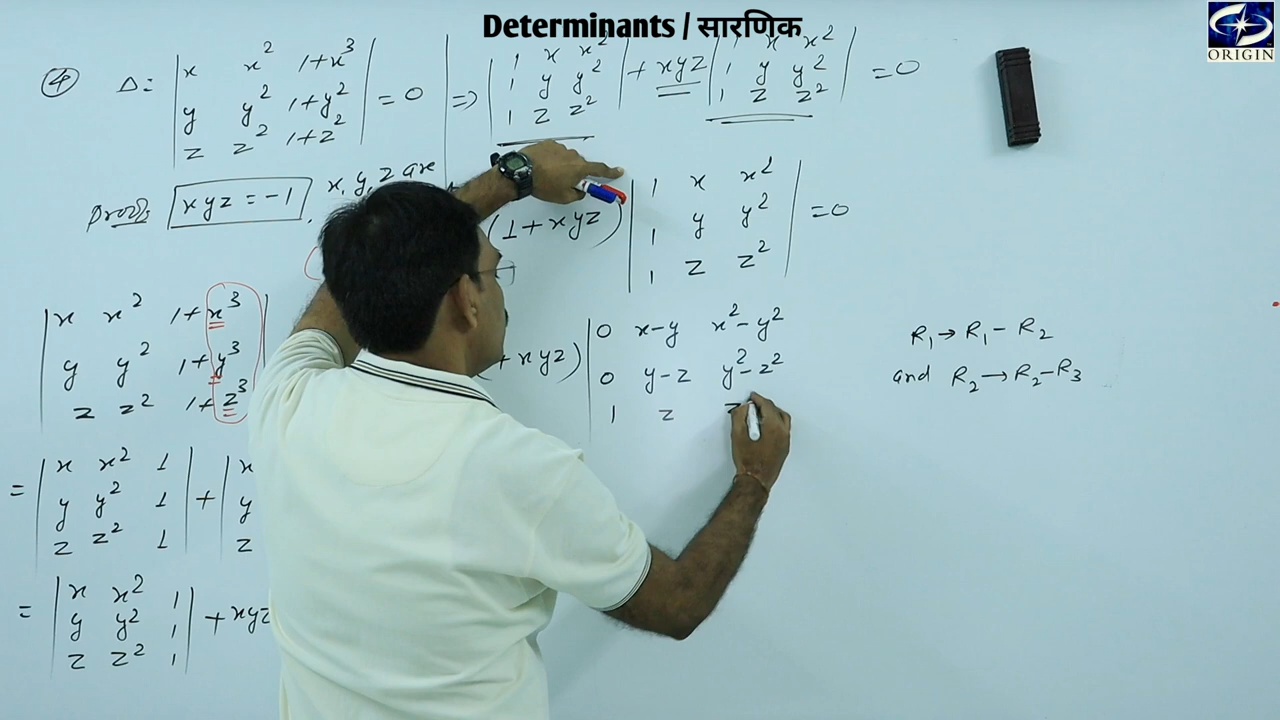 Determinants / सारणिक
ORIGIN
④ Δ = | x x² 1+x³ | = 0
| y y² 1+y² |
| z z² 1+z² |
⇒ | 1 x x² | + xyz | 1 x x² | = 0
| 1 y y² | | 1 y y² |
| 1 z z² | | 1 z z² |
Proof: xyz = -1, x, y, z are
(1+xyz) | 1 x x² | = 0
| 1 y y² |
| 1 z z² |
| x x² 1+x³ |
| y y² 1+y³ |
| z z² 1+z³ |
+ xyz) | 0 x-y x²-y² |
| 0 y-z y²-z² |
| 1 z z
R₁→R₁-R₂
and R₂→R₂-R₃
= | x x² 1 | + | x
| y y² 1 | | y
| z z² 1 | | z
= | x x² 1 | + xyz
| y y² 1 |
| z z² 1 |